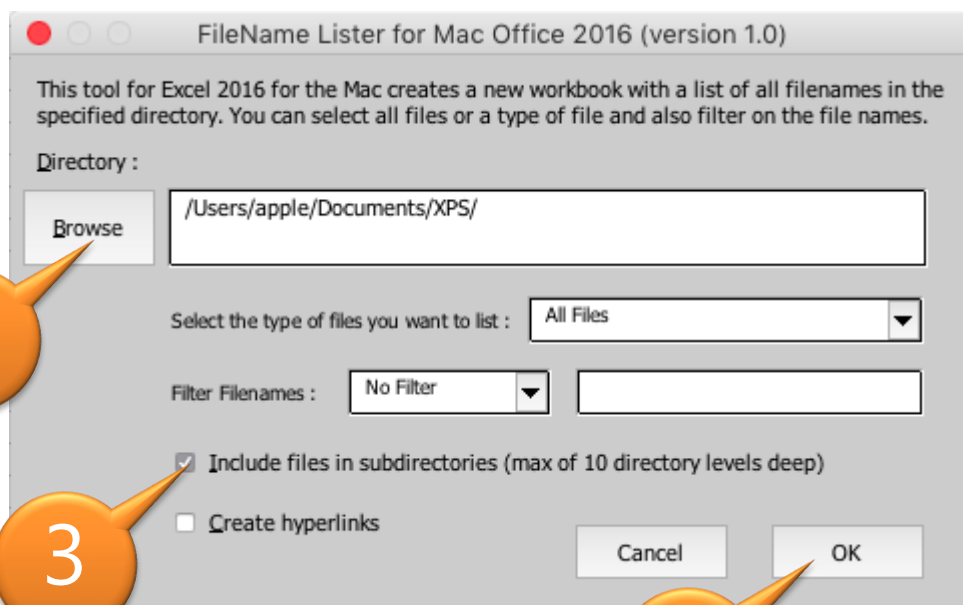 FileName Lister for Mac Office 2016 (version 1.0)
This tool for Excel 2016 for the Mac creates a new workbook with a list of all filenames in the
specified directory. You can select all files or a type of file and also filter on the file names.
Directory :
Browse
/Users/apple/Documents/XPS/
Select the type of files you want to list :
All Files
Filter Filenames :
No Filter
Include files in subdirectories (max of 10 directory levels deep)
Create hyperlinks
3
Cancel
OK